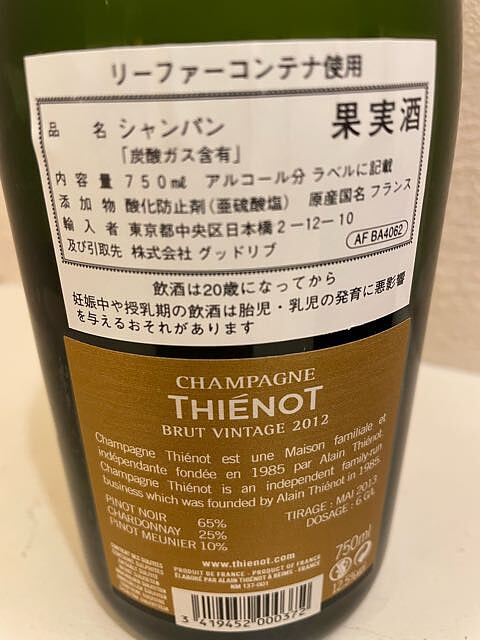 リーファーコンテナ使用
品 名 シャンパン 果実酒
「炭酸ガス含有」
内容量 750㎖ アルコール分 ラベルに記載
添加物 酸化防止剤(亜硫酸塩) 原産国名 フランス
輸入者 東京都中央区日本橋2-12-10
及び引取先 株式会社 グッドリブ AF BA4062
飲酒は20歳になってから
妊娠中や授乳期の飲酒は胎児・乳児の発育に悪影響
を与えるおそれがあります
CHAMPAGNE
THIÉNOT
BRUT VINTAGE 2012
Champagne Thiénot est une Maison familiale et
indépendante fondée en 1985 par Alain Thiénot.
Champagne Thiénot is an independent family-run
business which was founded by Alain Thiénot in 1985.
PINOT NOIR 65%
CHARDONNAY 25%
PINOT MEUNIER 10%
TIRAGE : MAI 2013
DOSAGE : 6 G/L
www.thienot.com
PRODUIT DE FRANCE - PRODUCT OF FRANCE
ÉLABORÉ PAR ALAIN THIÉNOT À REIMS - FRANCE
NM 137-001
750ml
12.5%vol
3 419452 000372